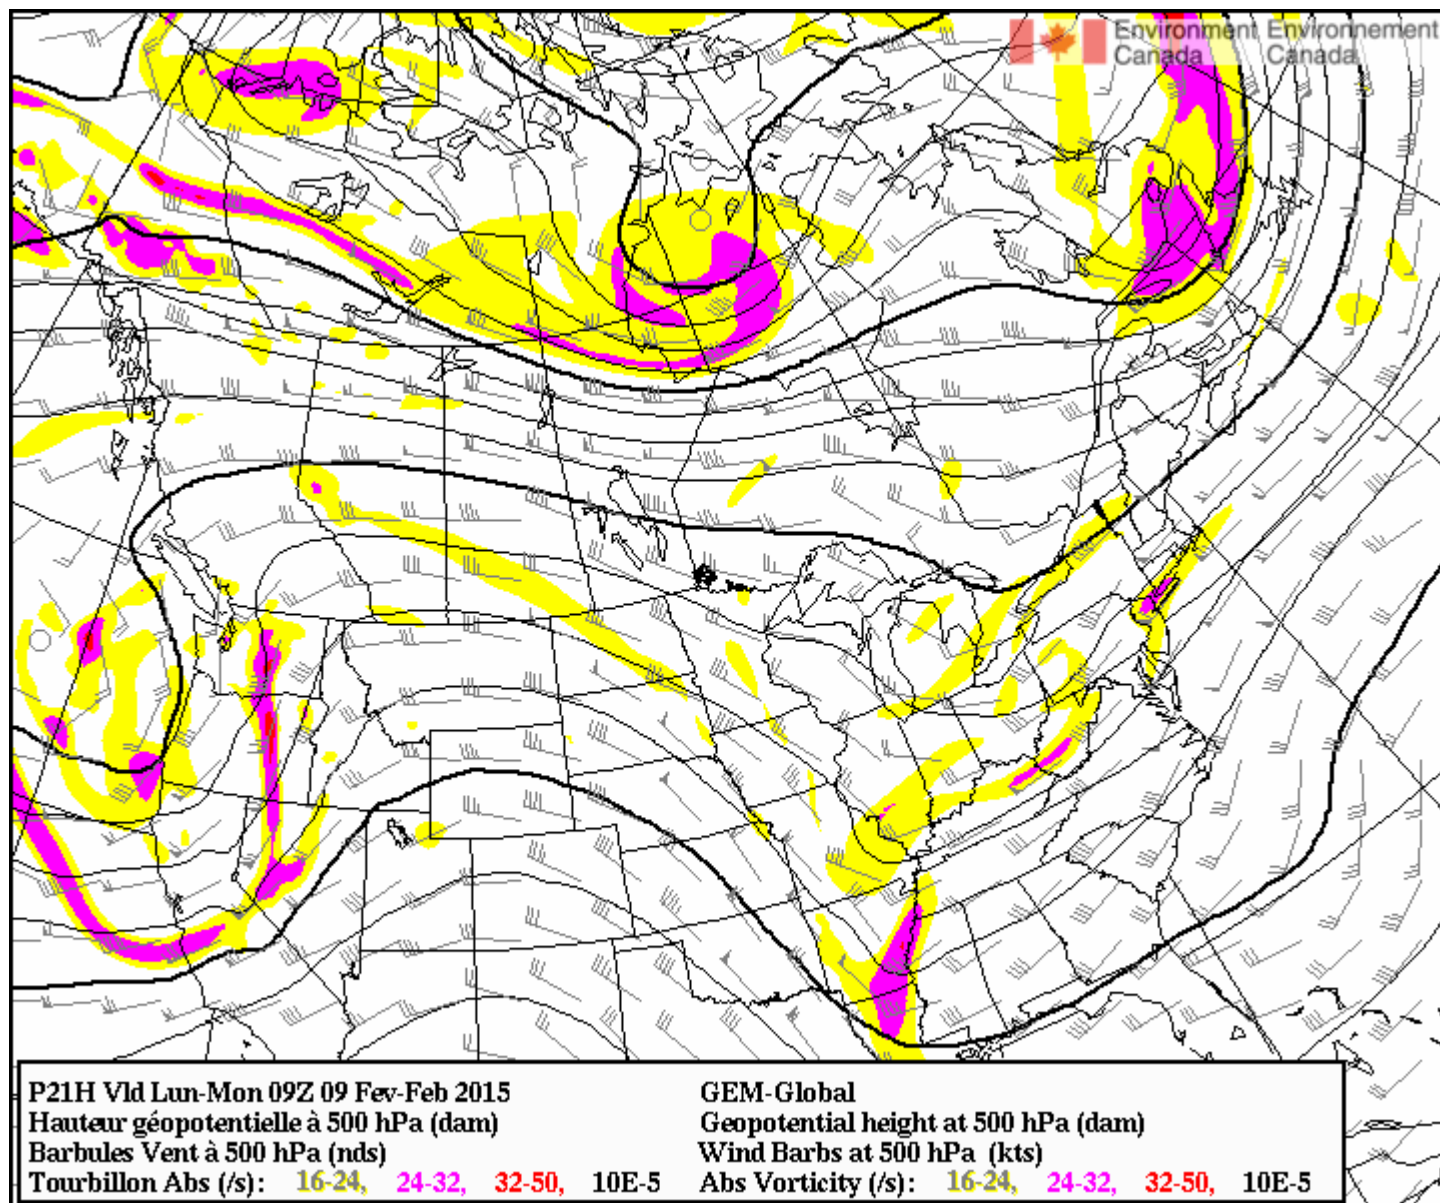 Environment Environnement
Canada Canada
P21H Vld Lun-Mon 09Z 09 Fev-Feb 2015 GEM-Global
Hauteur géopotentielle à 500 hPa (dam) Geopotential height at 500 hPa (dam)
Barbules Vent à 500 hPa (nds) Wind Barbs at 500 hPa (kts)
Tourbillon Abs (/s): 16-24, 24-32, 32-50, 10E-5 Abs Vorticity (/s): 16-24, 24-32, 32-50, 10E-5